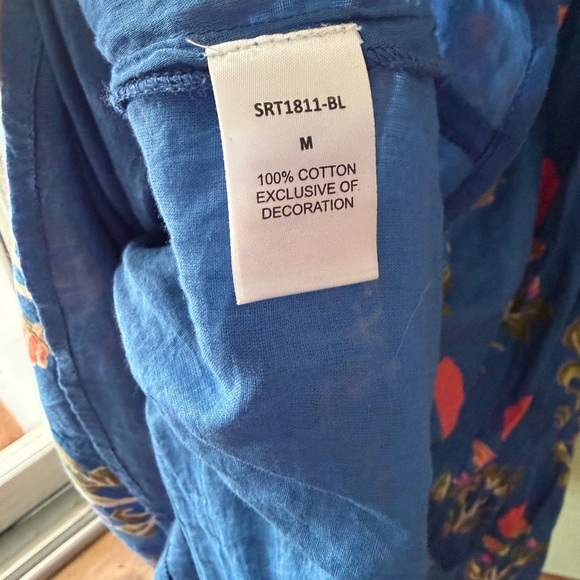 SRT1811-BL
M
100% COTTON
EXCLUSIVE OF
DECORATION